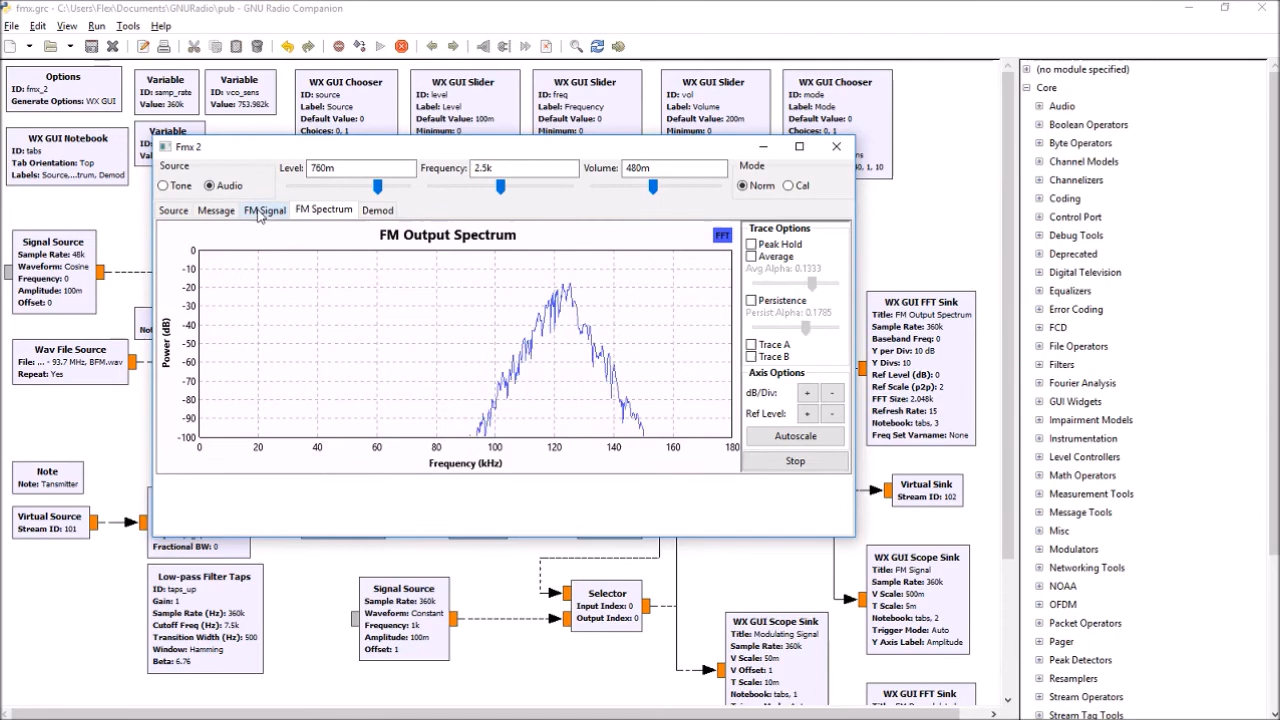 fmx.grc - C:\Users\Flex\Documents\GNURadio\pub - GNU Radio Companion
File Edit View Run Tools Help
Options
ID: fmx_2
Generate Options: WX GUI
Variable
ID: samp_rate
Value: 360k
Variable
ID: vco_sens
Value: 753.982k
WX GUI Chooser
ID: source
Label: Source
Default Value: 0
Choices: 0, 1
WX GUI Slider
ID: level
Label: Level
Default Value: 100m
Minimum: 0
WX GUI Slider
ID: freq
Label: Frequency
Default Value: 0
Minimum: 0
WX GUI Slider
ID: vol
Label: Volume
Default Value: 200m
Minimum: 0
WX GUI Chooser
ID: mode
Label: Mode
Default Value: 0
Choices: 0, 1
WX GUI Notebook
ID: tabs
Tab Orientation: Top
Labels: Source,...trum, Demod
Variable
Fmx 2
Source
Tone Audio
Level: 760m
Frequency: 2.5k
Volume: 480m
Mode
Norm Cal
Source Message FM Signal FM Spectrum Demod
FM Output Spectrum
FFT
Power (dB)
0
-10
-20
-30
-40
-50
-60
-70
-80
-90
-100
0 20 40 60 80 100 120 140 160 180
Frequency (kHz)
Trace Options
Peak Hold
Average
Avg Alpha: 0.1333
Persistence
Persist Alpha: 0.1785
Trace A
Trace B
Axis Options
dB/Div: + -
Ref Level: + -
Autoscale
Stop
Signal Source
Sample Rate: 48k
Waveform: Cosine
Frequency: 0
Amplitude: 100m
Offset: 0
Wav File Source
File: ... - 93.7 MHz, BFM.wav
Repeat: Yes
Note
Note: Tansmitter
Virtual Source
Stream ID: 101
Fractional BW: 0
Low-pass Filter Taps
ID: taps_up
Gain: 1
Sample Rate (Hz): 360k
Cutoff Freq (Hz): 7.5k
Transition Width (Hz): 500
Window: Hamming
Beta: 6.76
Signal Source
Sample Rate: 360k
Waveform: Constant
Frequency: 1k
Amplitude: 100m
Offset: 1
Selector
Input Index: 0
Output Index: 0
WX GUI Scope Sink
Title: Modulating Signal
Sample Rate: 360k
V Scale: 50m
V Offset: 1
T Scale: 10m
Notebook: tabs, 1
WX GUI FFT Sink
Title: FM Output Spectrum
Sample Rate: 360k
Baseband Freq: 0
Y per Div: 10 dB
Y Divs: 10
Ref Level (dB): 0
Ref Scale (p2p): 2
FFT Size: 2.048k
Refresh Rate: 15
Notebook: tabs, 3
Freq Set Varname: None
Virtual Sink
Stream ID: 102
WX GUI Scope Sink
Title: FM Signal
Sample Rate: 360k
V Scale: 500m
T Scale: 5m
Notebook: tabs, 2
Trigger Mode: Auto
Y Axis Label: Amplitude
WX GUI FFT Sink
(no module specified)
Core
Audio
Boolean Operators
Byte Operators
Channel Models
Channelizers
Coding
Control Port
Debug Tools
Deprecated
Digital Television
Equalizers
Error Coding
FCD
File Operators
Filters
Fourier Analysis
GUI Widgets
Impairment Models
Instrumentation
Level Controllers
Math Operators
Measurement Tools
Message Tools
Misc
Modulators
Networking Tools
NOAA
OFDM
Packet Operators
Pager
Peak Detectors
Resamplers
Stream Operators
Stream Tag Tools